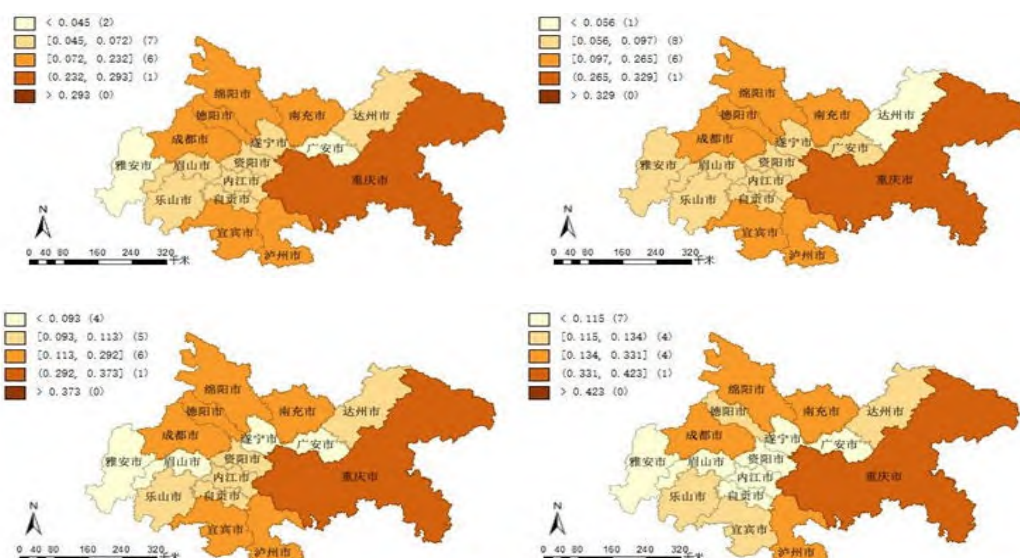 < 0.045 (2)
[0.045, 0.072) (7)
[0.072, 0.232] (6)
(0.232, 0.293] (1)
> 0.293 (0)
绵阳市
德阳市
南充市
达州市
成都市
遂宁市
广安市
雅安市
眉山市
资阳市
内江市
重庆市
乐山市
自贡市
宜宾市
泸州市
N
0 40 80 160 240 320
千米
< 0.056 (1)
[0.056, 0.097) (8)
[0.097, 0.265] (6)
(0.265, 0.329] (1)
> 0.329 (0)
绵阳市
德阳市
南充市
达州市
成都市
遂宁市
广安市
雅安市
眉山市
资阳市
内江市
重庆市
乐山市
自贡市
宜宾市
泸州市
N
0 40 80 160 240 320
千米
< 0.093 (4)
[0.093, 0.113) (5)
[0.113, 0.292] (6)
(0.292, 0.373] (1)
> 0.373 (0)
绵阳市
德阳市
南充市
达州市
成都市
遂宁市
广安市
雅安市
眉山市
资阳市
内江市
重庆市
乐山市
自贡市
宜宾市
泸州市
N
0 40 80 160 240 320
千米
< 0.115 (7)
[0.115, 0.134) (4)
[0.134, 0.331] (4)
(0.331, 0.423] (1)
> 0.423 (0)
绵阳市
德阳市
南充市
达州市
成都市
遂宁市
广安市
雅安市
眉山市
资阳市
内江市
重庆市
乐山市
自贡市
宜宾市
泸州市
N
0 40 80 160 240 320
千米